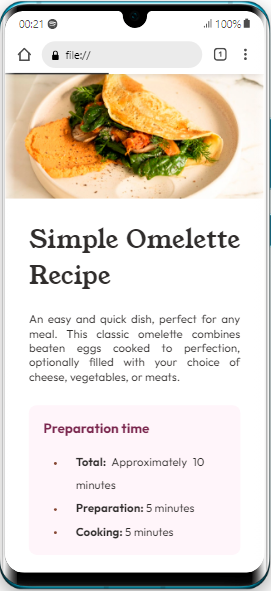 00:21 100%
file:// 1
Simple Omelette
Recipe
An easy and quick dish, perfect for any
meal. This classic omelette combines
beaten eggs cooked to perfection,
optionally filled with your choice of
cheese, vegetables, or meats.
Preparation time
• Total: Approximately 10
minutes
• Preparation: 5 minutes
• Cooking: 5 minutes